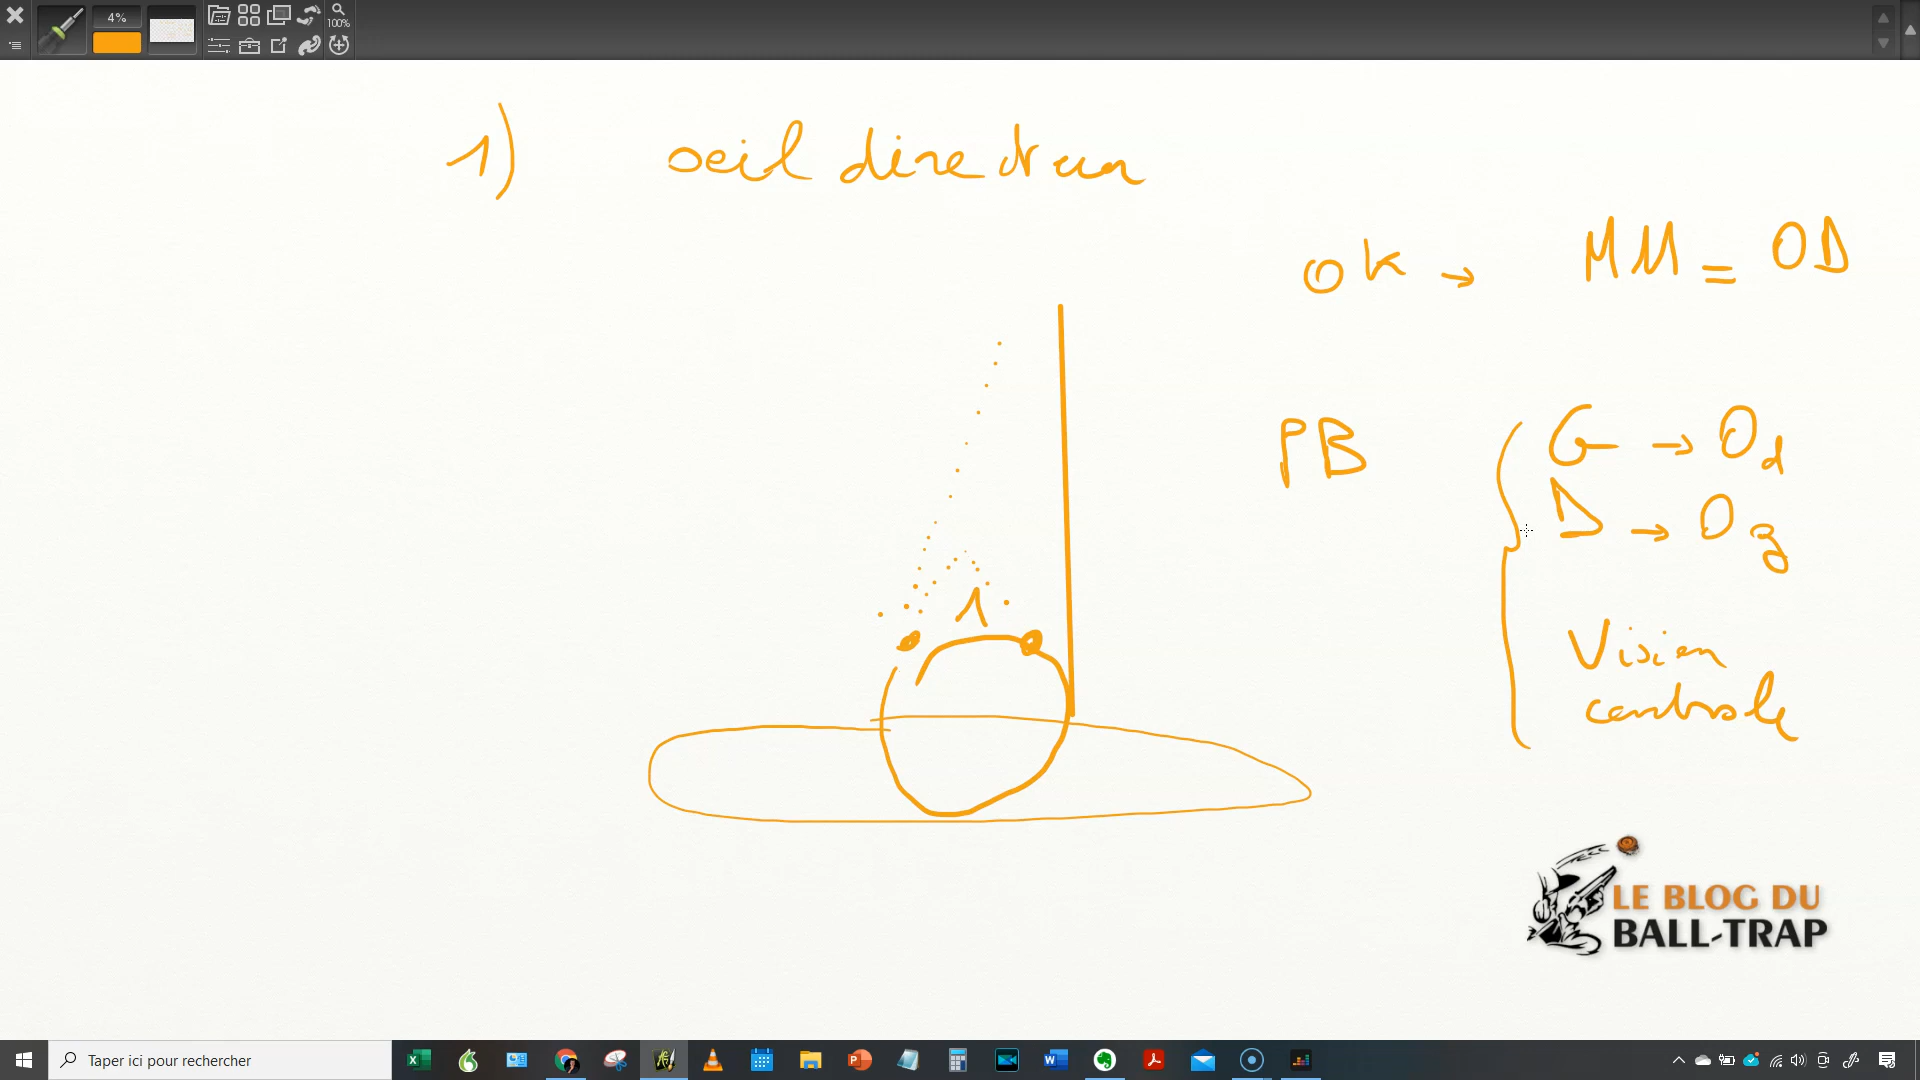 4%
100%
1) oeil directeur
OK → MM = OD
PB
G → Od
D → Og
Vision
centrale
1
LE BLOG DU
BALL-TRAP
Taper ici pour rechercher